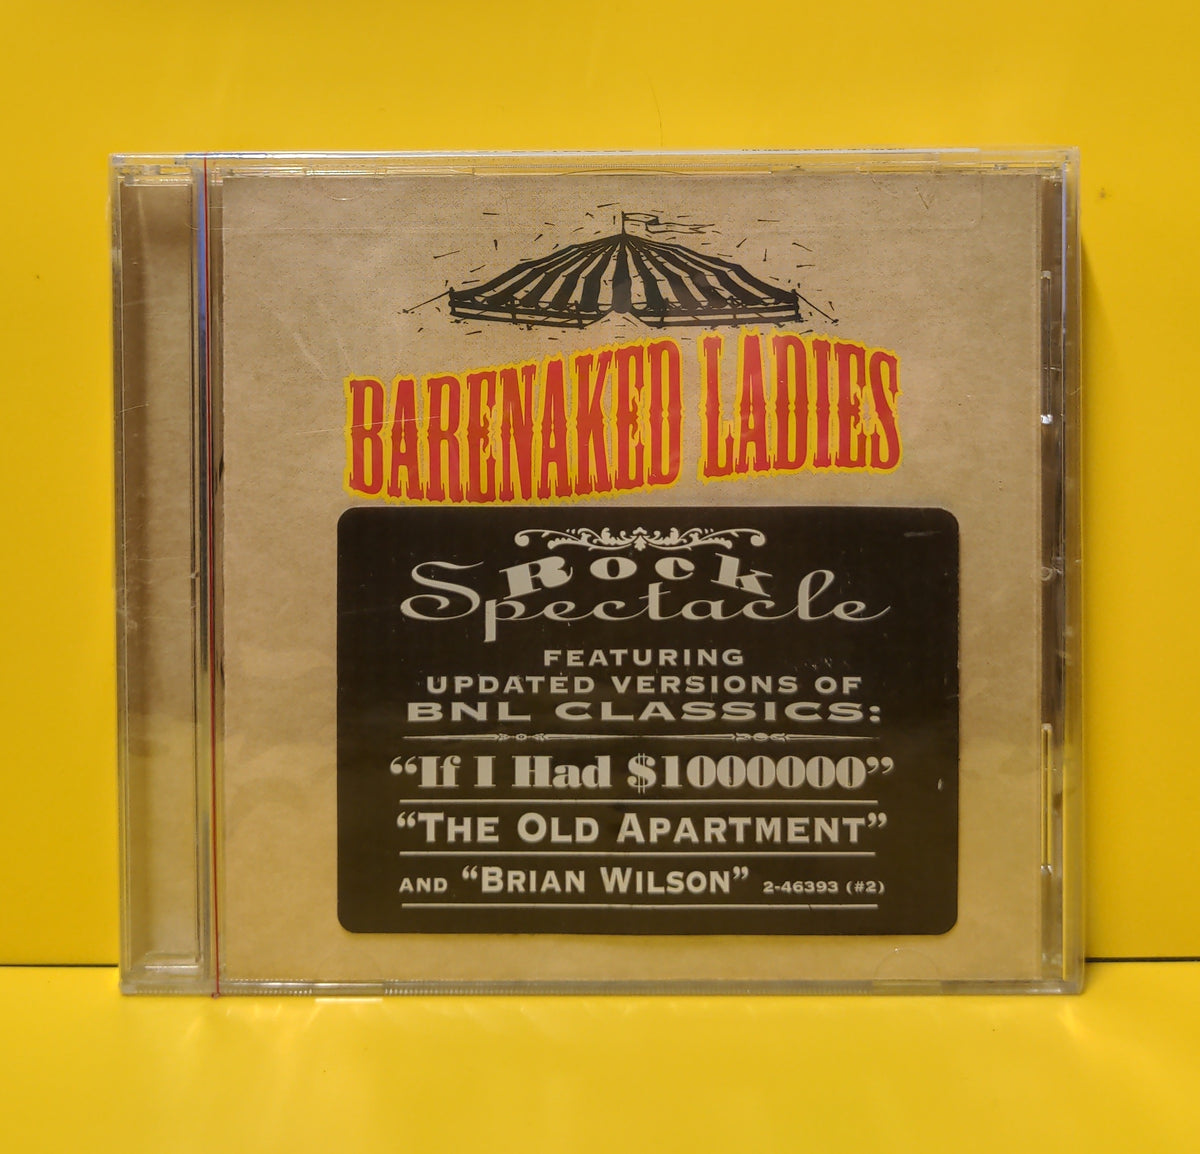 BARENAKED LADIES
Rock
Spectacle
FEATURING
UPDATED VERSIONS OF
BNL CLASSICS:
“If I Had $1000000”
“THE OLD APARTMENT”
AND “BRIAN WILSON” 2-46393 (#2)